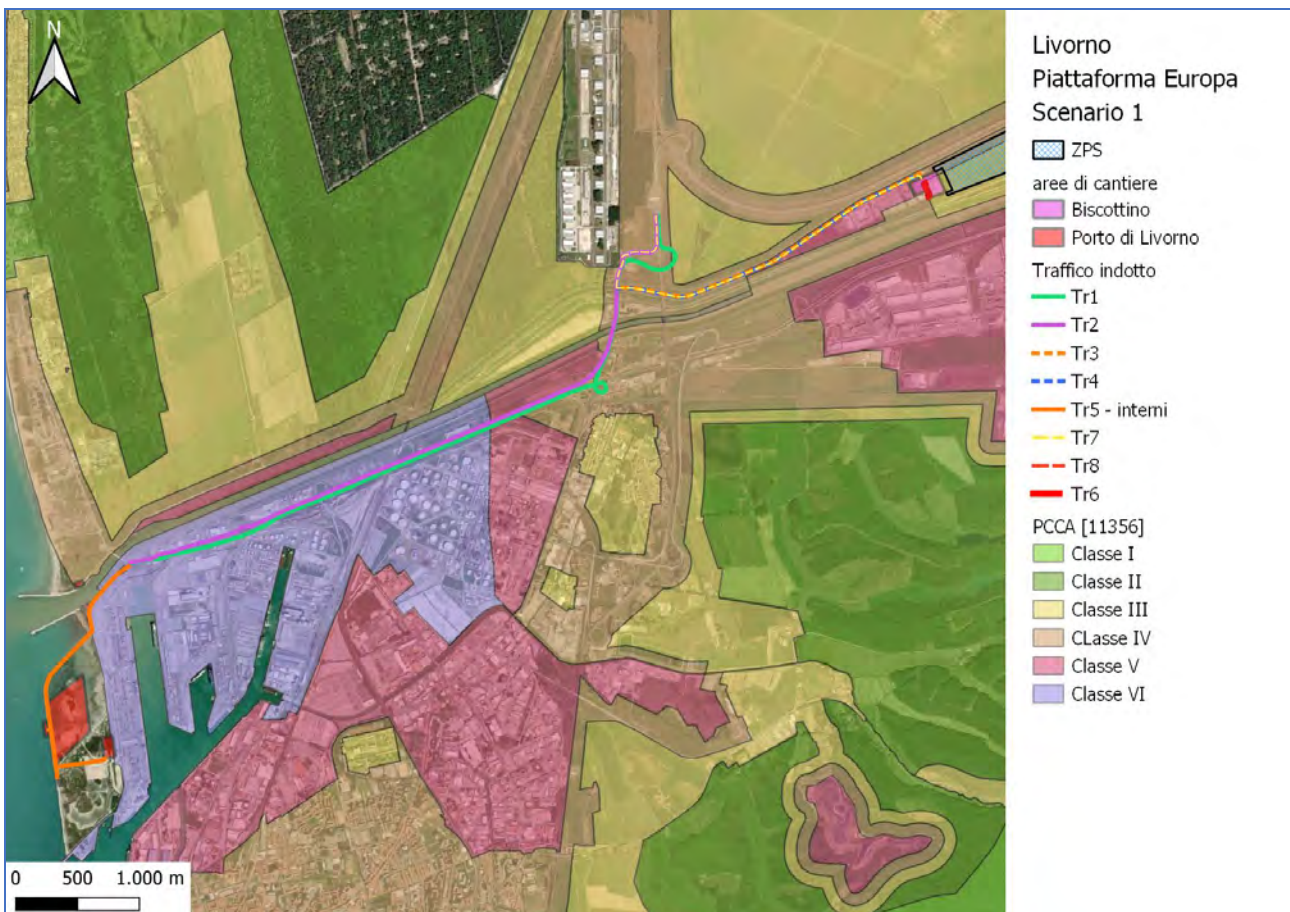 N
Livorno
Piattaforma Europa
Scenario 1
ZPS
aree di cantiere
Biscottino
Porto di Livorno
Traffico indotto
Tr1
Tr2
Tr3
Tr4
Tr5 - interni
Tr7
Tr8
Tr6
PCCA [11356]
Classe I
Classe II
Classe III
CLasse IV
Classe V
Classe VI
0 500 1.000 m